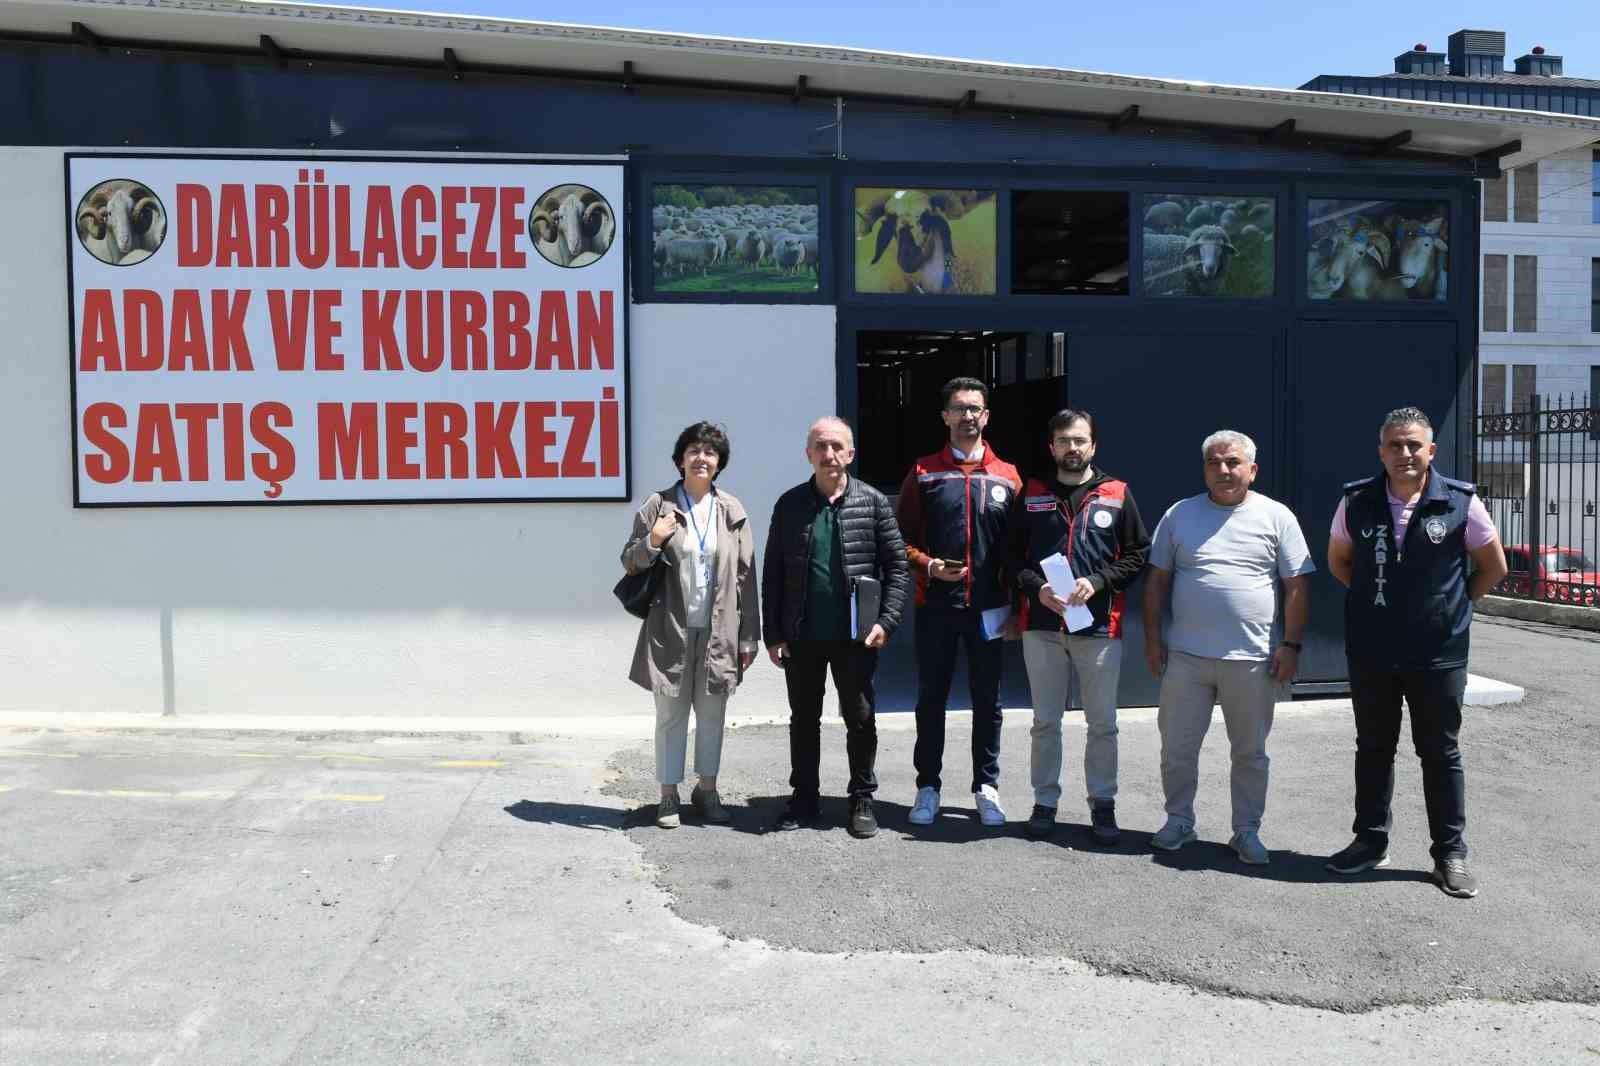 DARÜLACEZE
ADAK VE KURBAN
SATIŞ MERKEZİ
ZABITA